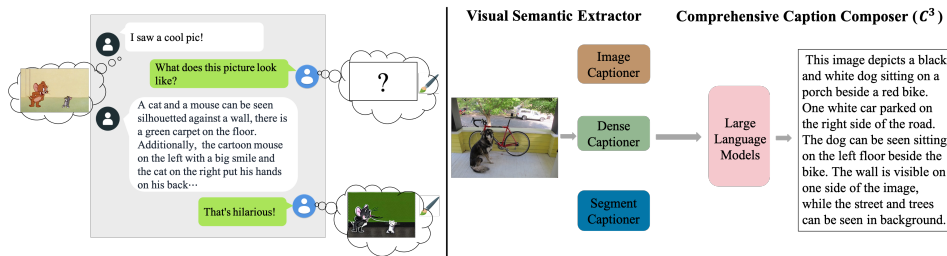 I saw a cool pic!
What does this picture look
like?
?
A cat and a mouse can be seen
silhouetted against a wall, there is
a green carpet on the floor.
Additionally, the cartoon mouse
on the left with a big smile and
the cat on the right put his hands
on his back⋯
That's hilarious!
Visual Semantic Extractor
Comprehensive Caption Composer (C³)
Image
Captioner
Dense
Captioner
Segment
Captioner
Large
Language
Models
This image depicts a black
and white dog sitting on a
porch beside a red bike.
One white car parked on
the right side of the road.
The dog can be seen sitting
on the left floor beside the
bike. The wall is visible on
one side of the image,
while the street and trees
can be seen in background.